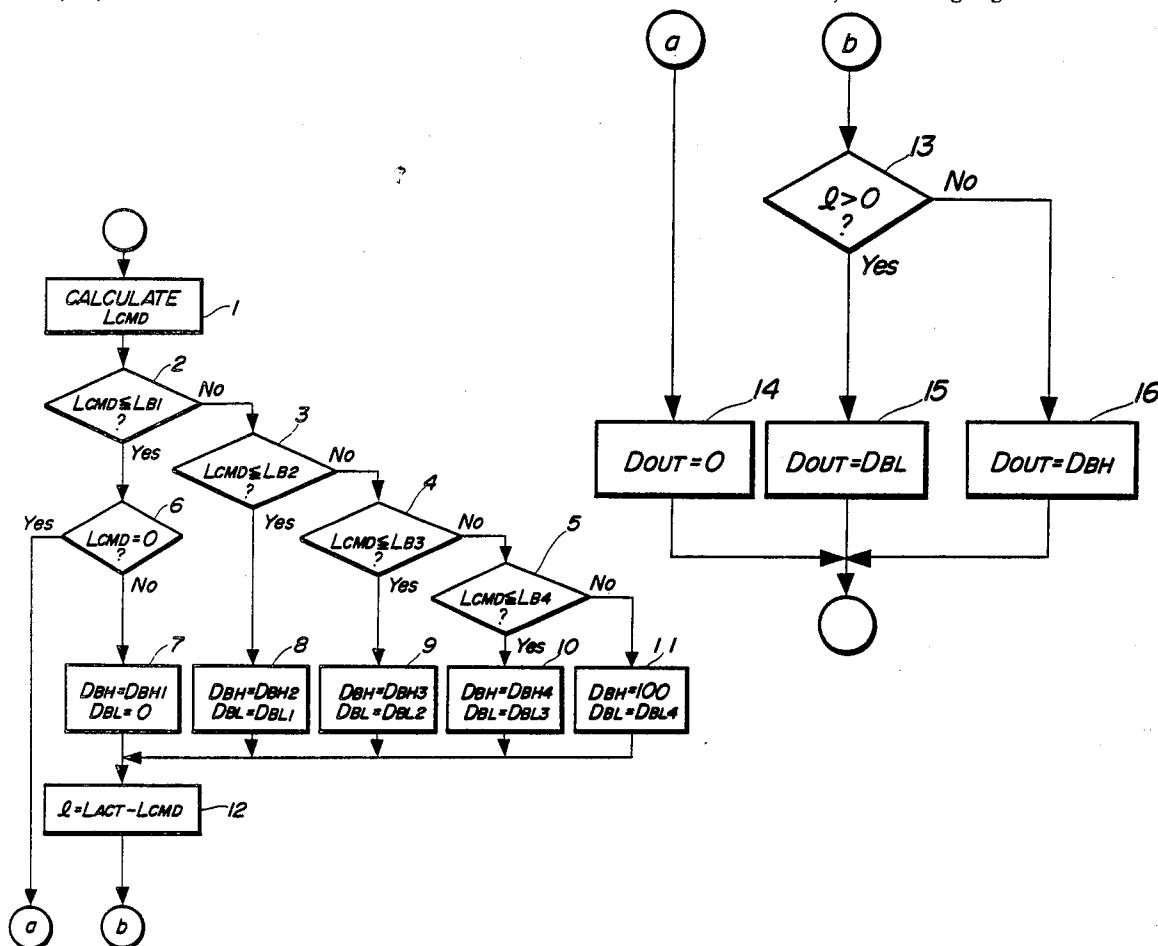 CALCULATE
LCMD
1
2
LCMD≦LB1
?
No
Yes
3
LCMD≦LB2
?
No
Yes
4
LCMD≦LB3
?
No
Yes
5
LCMD≦LB4
?
No
Yes
6
LCMD=0
?
Yes
No
7
DBH=DBH1
DBL=0
8
DBH=DBH2
DBL=DBL1
9
DBH=DBH3
DBL=DBL2
10
DBH=DBH4
DBL=DBL3
11
DBH=100
DBL=DBL4
ℓ=LACT-LCMD
12
a
b
a
b
13
ℓ>0
?
No
Yes
14
DOUT=0
15
DOUT=DBL
16
DOUT=DBH